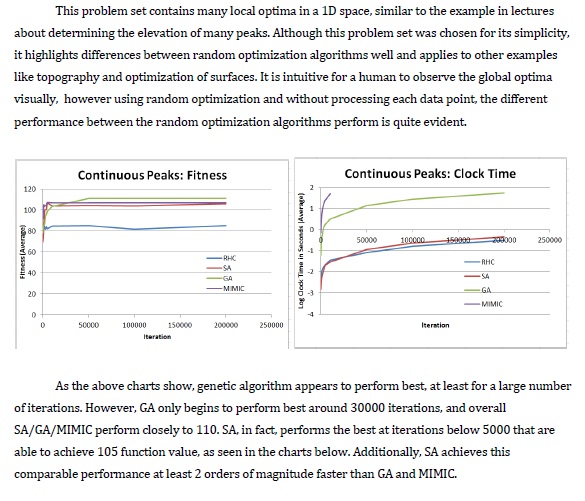 This problem set contains many local optima in a 1D space, similar to the example in lectures
about determining the elevation of many peaks. Although this problem set was chosen for its simplicity,
it highlights differences between random optimization algorithms well and applies to other examples
like topography and optimization of surfaces. It is intuitive for a human to observe the global optima
visually, however using random optimization and without processing each data point, the different
performance between the random optimization algorithms perform is quite evident.
Continuous Peaks: Fitness
120
100
80
60
40
20
0
Fitness (Average)
0 50000 100000 150000 200000 250000
Iteration
RHC
SA
GA
MIMIC
Continuous Peaks: Clock Time
2
1
0
-1
-2
-3
-4
Log Clock Time in Seconds (Average)
0 50000 100000 150000 200000 250000
RHC
SA
GA
MIMIC
Iteration
As the above charts show, genetic algorithm appears to perform best, at least for a large number
of iterations. However, GA only begins to perform best around 30000 iterations, and overall
SA/GA/MIMIC perform closely to 110. SA, in fact, performs the best at iterations below 5000 that are
able to achieve 105 function value, as seen in the charts below. Additionally, SA achieves this
comparable performance at least 2 orders of magnitude faster than GA and MIMIC.